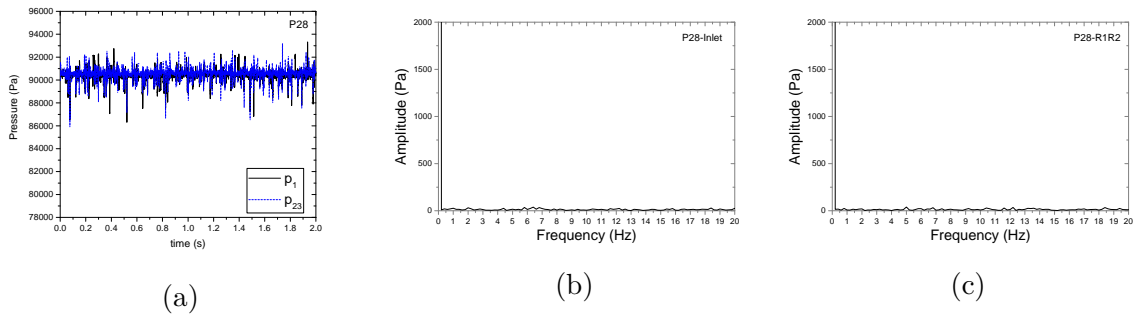 P28
Pressure (Pa)
96000
94000
92000
90000
88000
86000
84000
82000
80000
78000
p1
p23
0.0 0.2 0.4 0.6 0.8 1.0 1.2 1.4 1.6 1.8 2.0
time (s)
(a)
P28-Inlet
Amplitude (Pa)
2000
1500
1000
500
0
0 1 2 3 4 5 6 7 8 9 10 11 12 13 14 15 16 17 18 19 20
Frequency (Hz)
(b)
P28-R1R2
Amplitude (Pa)
2000
1500
1000
500
0
0 1 2 3 4 5 6 7 8 9 10 11 12 13 14 15 16 17 18 19 20
Frequency (Hz)
(c)